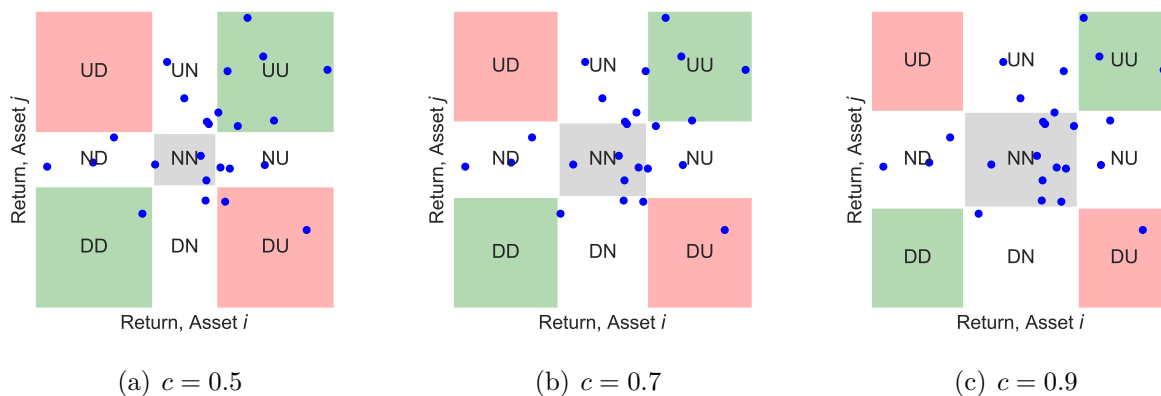 UD UN UU
ND NN NU
DD DN DU
Return, Asset j
Return, Asset i
(a) c = 0.5
UD UN UU
ND NN NU
DD DN DU
Return, Asset j
Return, Asset i
(b) c = 0.7
UD UN UU
ND NN NU
DD DN DU
Return, Asset j
Return, Asset i
(c) c = 0.9